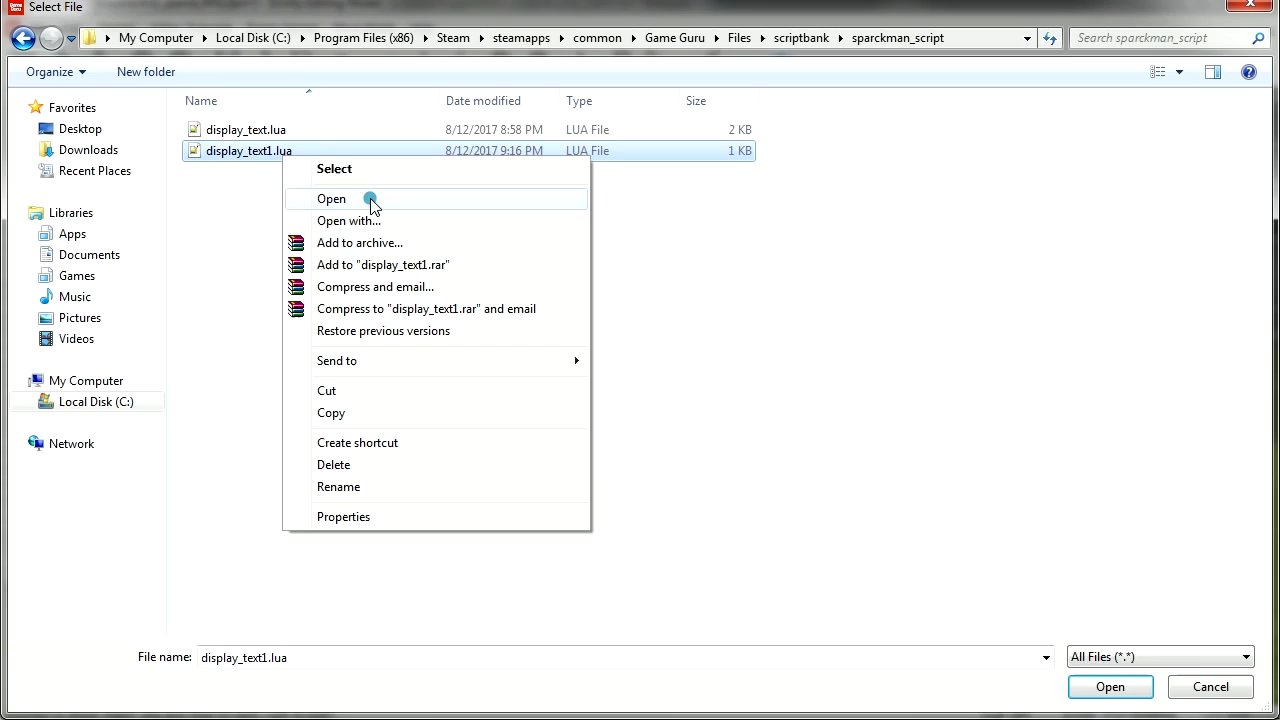 Select File
My Computer Local Disk (C:) Program Files (x86) Steam steamapps common Game Guru Files scriptbank sparckman_script
Search sparckman_script
Organize New folder
Name Date modified Type Size
Favorites
Desktop
Downloads
Recent Places
Libraries
Apps
Documents
Games
Music
Pictures
Videos
My Computer
Local Disk (C:)
Network
display_text.lua 8/12/2017 8:58 PM LUA File 2 KB
display_text1.lua 8/12/2017 9:16 PM LUA File 1 KB
Select
Open
Open with...
Add to archive...
Add to "display_text1.rar"
Compress and email...
Compress to "display_text1.rar" and email
Restore previous versions
Send to
Cut
Copy
Create shortcut
Delete
Rename
Properties
File name: display_text1.lua
All Files (*.*)
Open Cancel